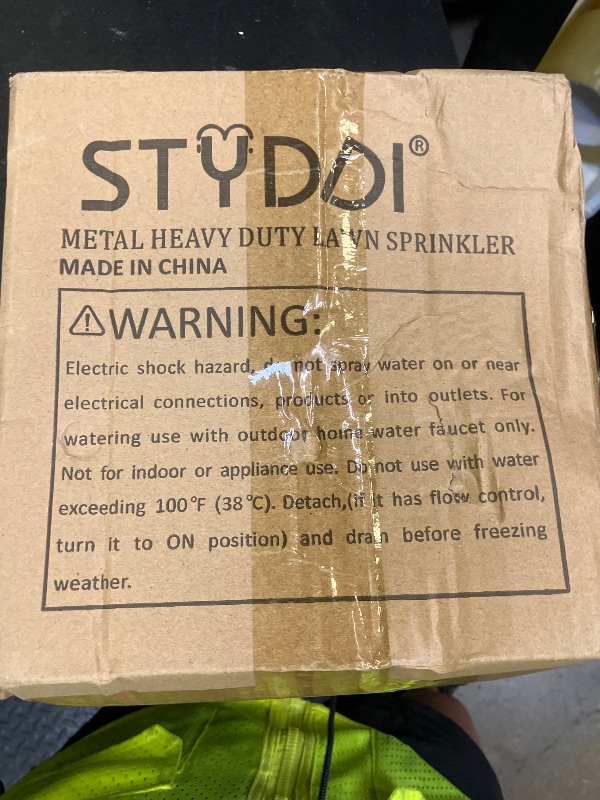 STYDDI®
METAL HEAVY DUTY LAWN SPRINKLER
MADE IN CHINA
⚠WARNING:
Electric shock hazard, do not spray water on or near
electrical connections, products or into outlets. For
watering use with outdoor home water faucet only.
Not for indoor or appliance use. Do not use with water
exceeding 100°F (38°C). Detach,(if it has flow control,
turn it to ON position) and drain before freezing
weather.